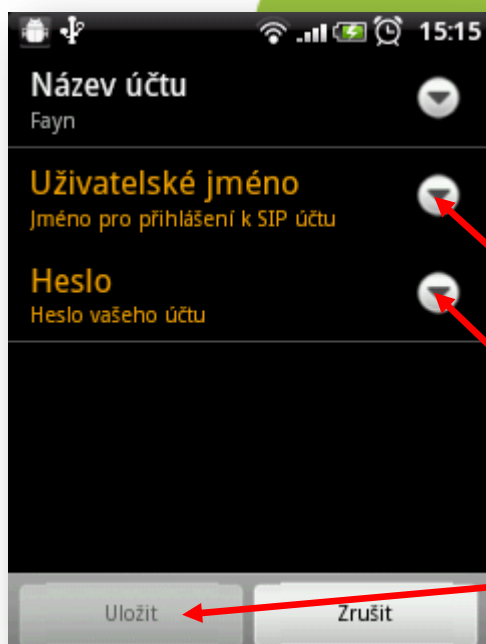 15:15
Název účtu
Fayn
Uživatelské jméno
Jméno pro přihlášení k SIP účtu
Heslo
Heslo vašeho účtu
Uložit
Zrušit